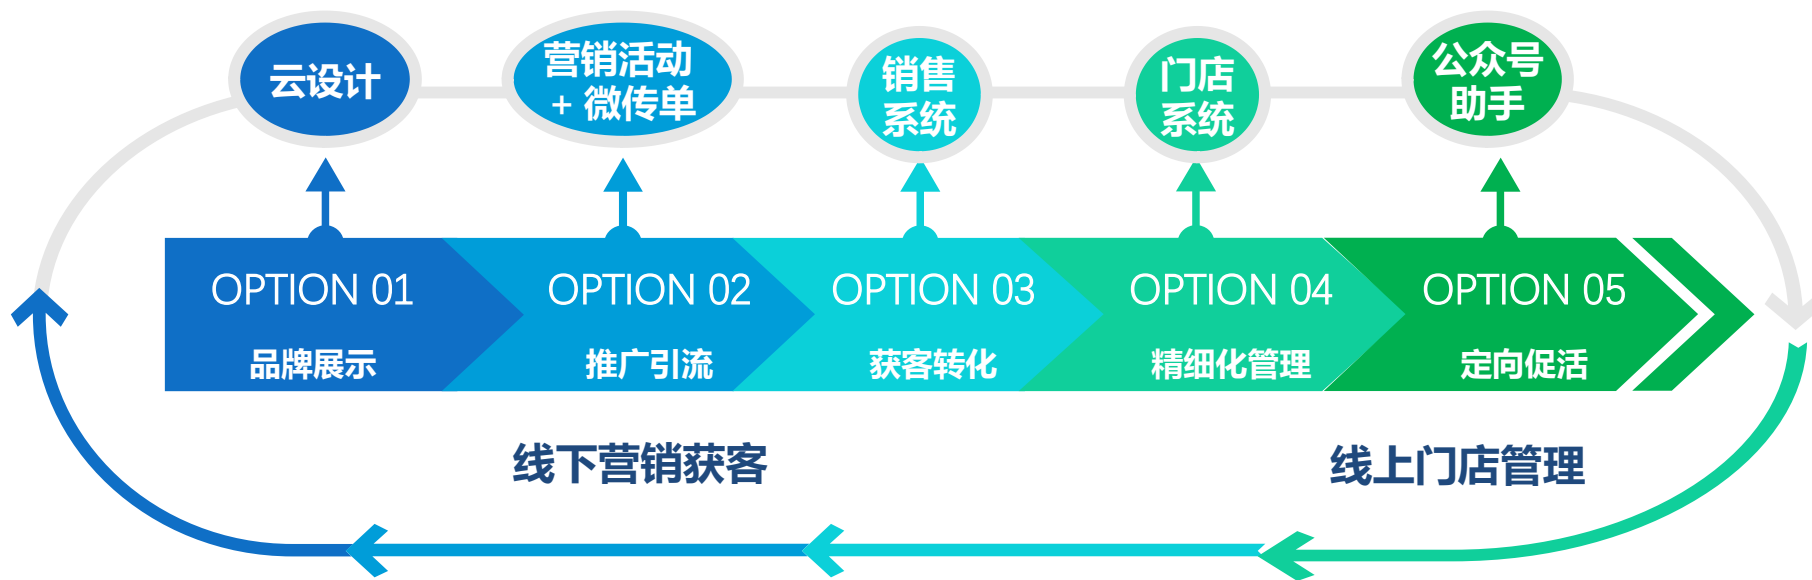 云设计
营销活动
+ 微传单
销售
系统
门店
系统
公众号
助手
OPTION 01
品牌展示
OPTION 02
推广引流
OPTION 03
获客转化
OPTION 04
精细化管理
OPTION 05
定向促活
线下营销获客
线上门店管理